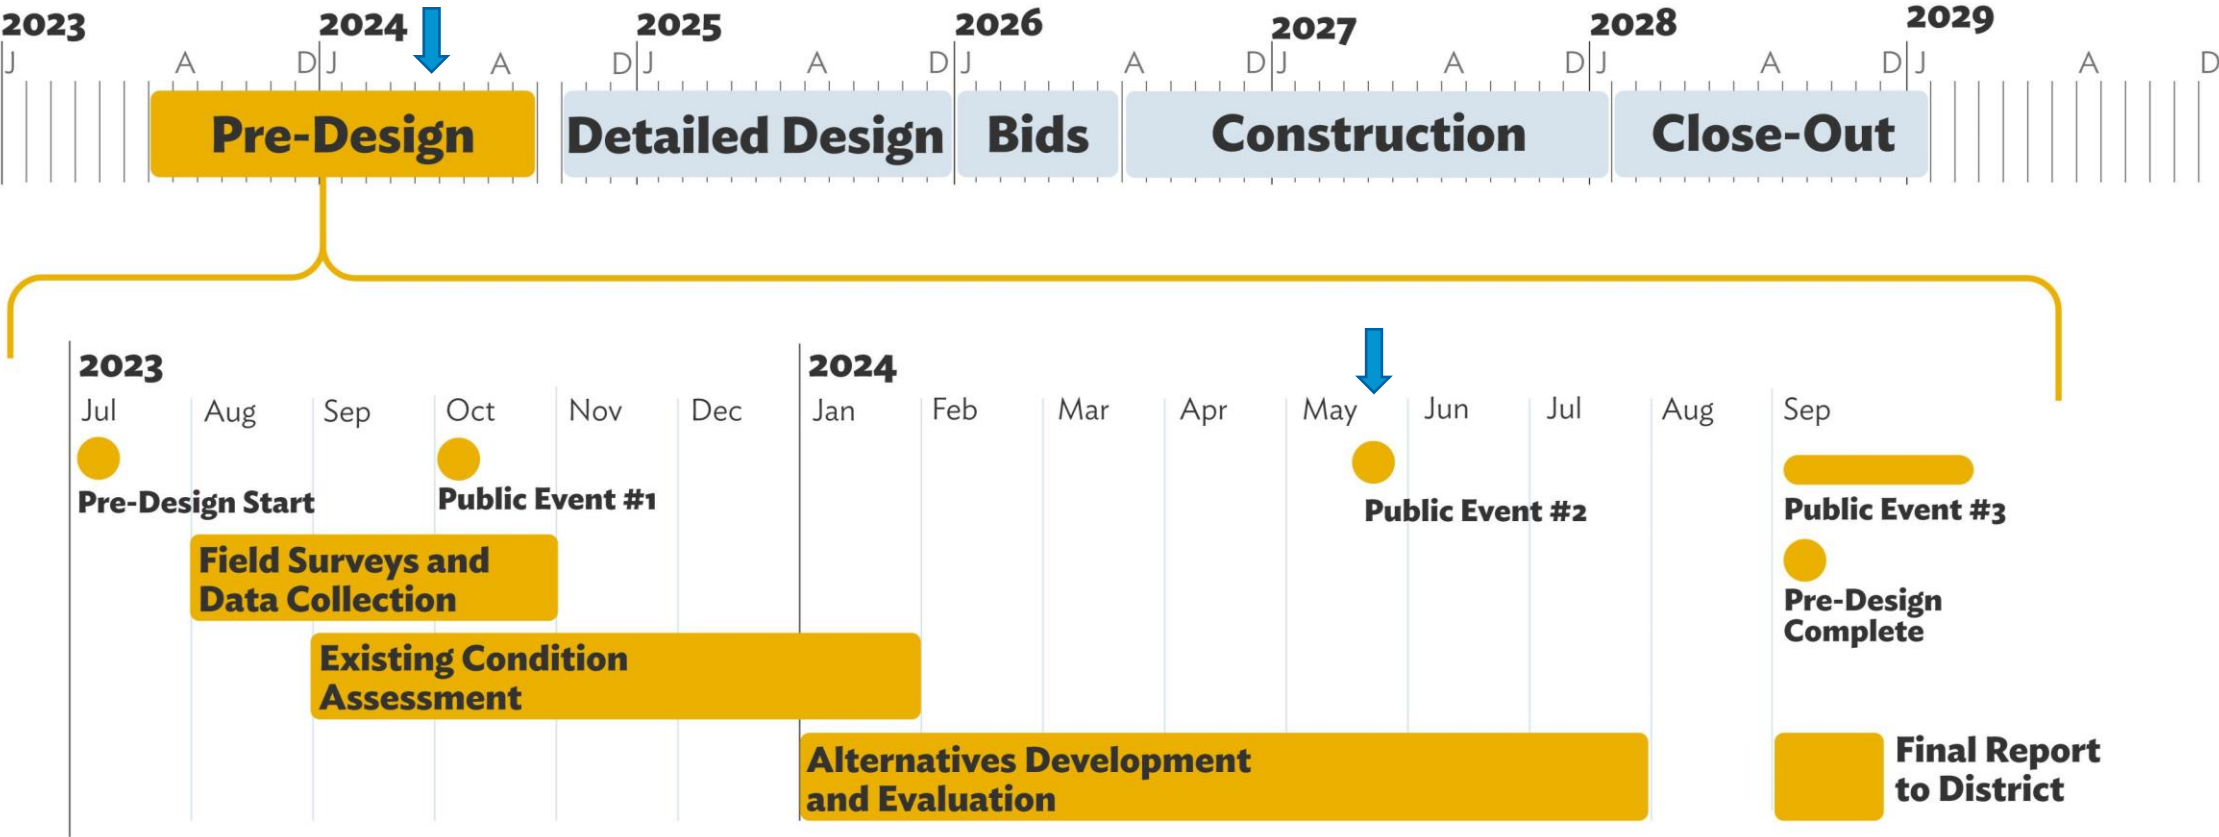 2023 2024 2025 2026 2027 2028 2029
J A D J A D J A D J A D J A D J A D J A D
Pre-Design Detailed Design Bids Construction Close-Out
2023 2024
Jul Aug Sep Oct Nov Dec Jan Feb Mar Apr May Jun Jul Aug Sep
Pre-Design Start
Public Event #1
Public Event #2
Public Event #3
Field Surveys and
Data Collection
Pre-Design
Complete
Existing Condition
Assessment
Alternatives Development
and Evaluation
Final Report
to District